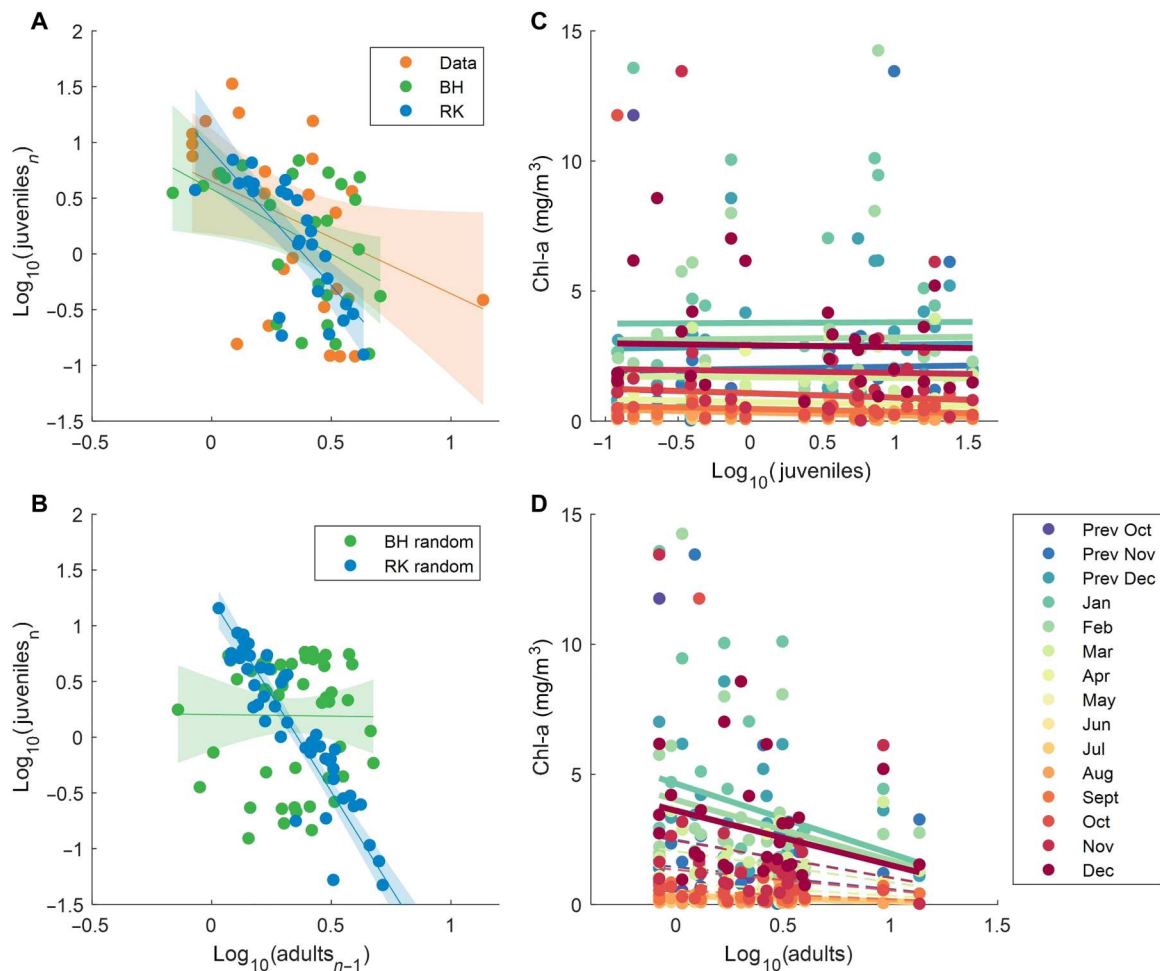 A
Log10(juvenilesn)
2
1.5
1
0.5
0
−0.5
−1
−1.5
−0.5
0
0.5
1
Data
BH
RK
C
Chl-a (mg/m3)
15
10
5
0
−1
−0.5
0
0.5
1
1.5
Log10(juveniles)
B
Log10(juvenilesn)
2
1.5
1
0.5
0
−0.5
−1
−1.5
−0.5
0
0.5
1
Log10(adultsn−1)
BH random
RK random
D
Chl-a (mg/m3)
15
10
5
0
0
0.5
1
1.5
Log10(adults)
Prev Oct
Prev Nov
Prev Dec
Jan
Feb
Mar
Apr
May
Jun
Jul
Aug
Sept
Oct
Nov
Dec